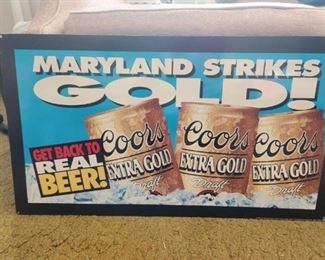 MARYLAND STRIKES
GOLD!
GET BACK TO
REAL
BEER!
Coors
EXTRA GOLD
Draft
Coors
EXTRA GOLD
Draft
Coors
EXTRA GOLD
Draft